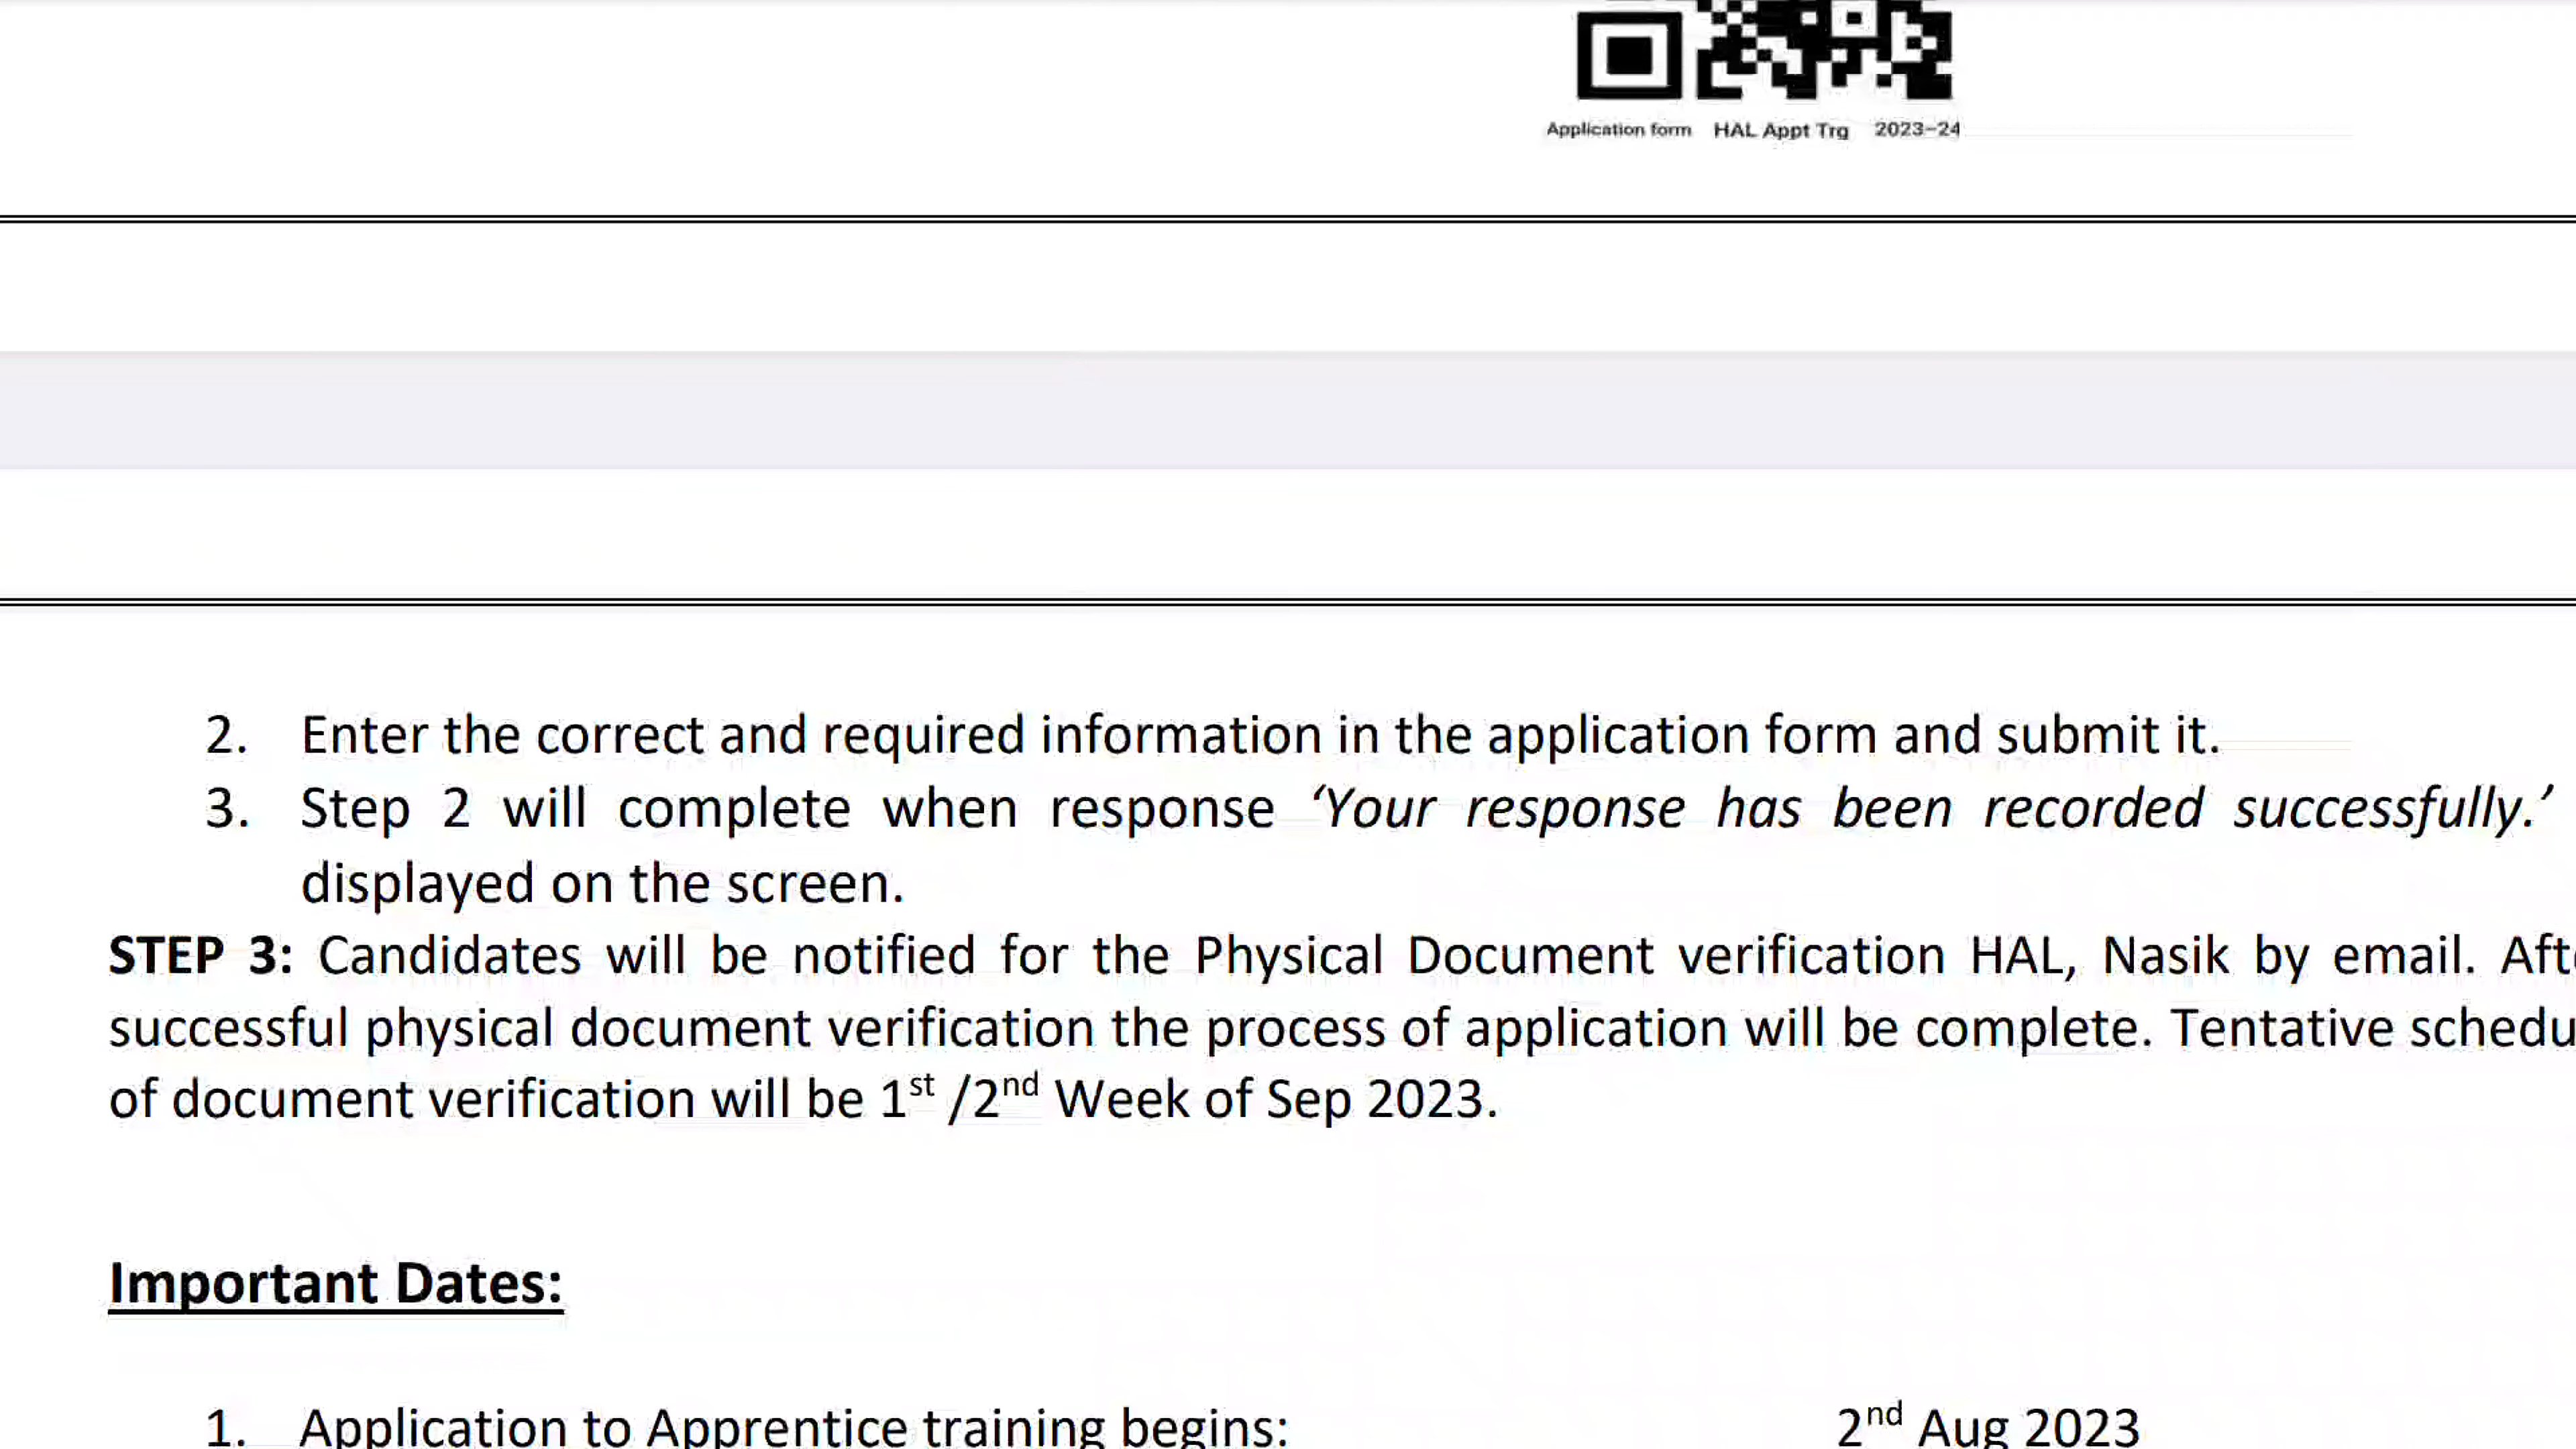 Application form HAL Appt Trg 2023-24
2. Enter the correct and required information in the application form and submit it.
3. Step 2 will complete when response ‘Your response has been recorded successfully.’
displayed on the screen.
STEP 3: Candidates will be notified for the Physical Document verification HAL, Nasik by email.
successful physical document verification the process of application will be complete. Tentative
of document verification will be 1st /2nd Week of Sep 2023.
Important Dates:
1. Application to Apprentice training begins: 2nd Aug 2023